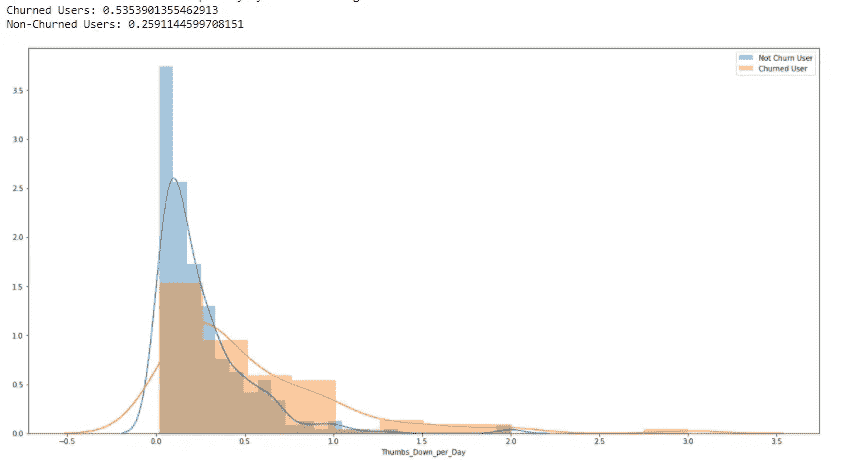 Churned Users: 0.5353901355462913
Non-Churned Users: 0.2591144599708151
Not Churn User
Churned User
3.5
3.0
2.5
2.0
1.5
1.0
0.5
0.0
−0.5 0.0 0.5 1.0 1.5 2.0 2.5 3.0 3.5
Thumbs_Down_per_Day